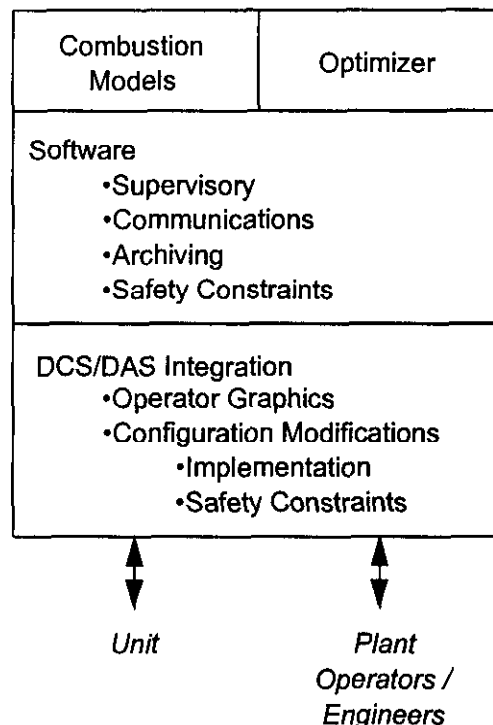 Combustion
Models
Optimizer
Software
•Supervisory
•Communications
•Archiving
•Safety Constraints
DCS/DAS Integration
•Operator Graphics
•Configuration Modifications
•Implementation
•Safety Constraints
Unit
Plant
Operators /
Engineers